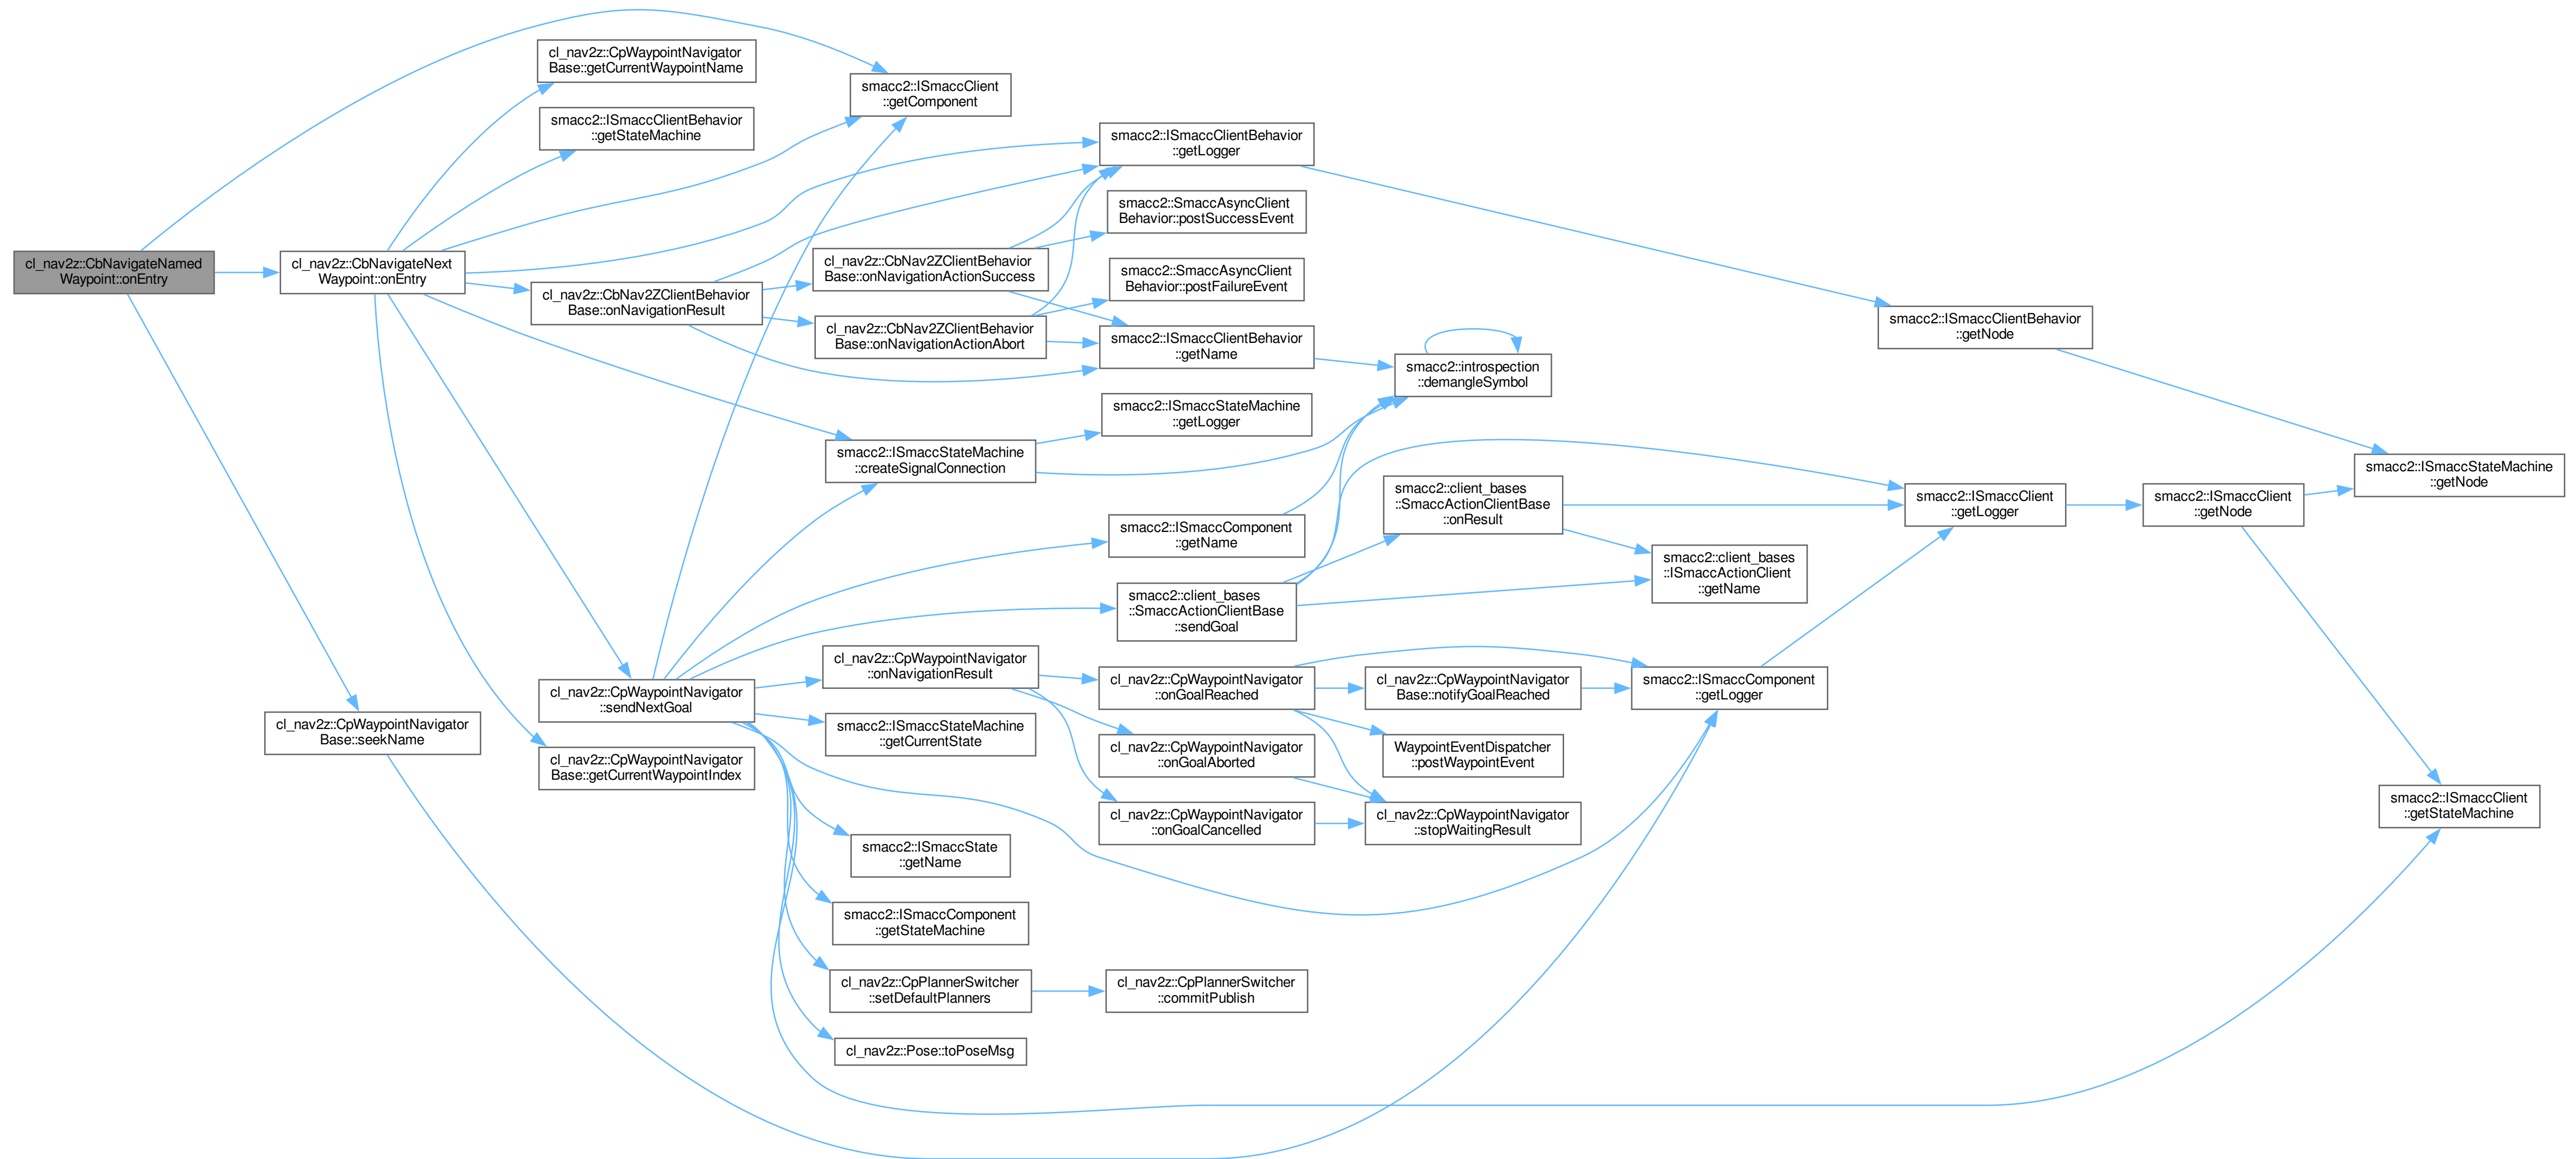 cl_nav2z::CbNavigateNamed
Waypoint::onEntry
cl_nav2z::CbNavigateNext
Waypoint::onEntry
cl_nav2z::CpWaypointNavigator
Base::seekName
cl_nav2z::CpWaypointNavigator
Base::getCurrentWaypointName
smacc2::ISmaccClientBehavior
::getStateMachine
cl_nav2z::CbNav2ZClientBehavior
Base::onNavigationResult
cl_nav2z::CpWaypointNavigator
::sendNextGoal
cl_nav2z::CpWaypointNavigator
Base::getCurrentWaypointIndex
smacc2::ISmaccClient
::getComponent
cl_nav2z::CbNav2ZClientBehavior
Base::onNavigationActionSuccess
cl_nav2z::CbNav2ZClientBehavior
Base::onNavigationActionAbort
smacc2::ISmaccStateMachine
::createSignalConnection
cl_nav2z::CpWaypointNavigator
::onNavigationResult
smacc2::ISmaccStateMachine
::getCurrentState
smacc2::ISmaccState
::getName
smacc2::ISmaccComponent
::getStateMachine
cl_nav2z::CpPlannerSwitcher
::setDefaultPlanners
cl_nav2z::Pose::toPoseMsg
smacc2::ISmaccClientBehavior
::getLogger
smacc2::SmaccAsyncClient
Behavior::postSuccessEvent
smacc2::SmaccAsyncClient
Behavior::postFailureEvent
smacc2::ISmaccClientBehavior
::getName
smacc2::ISmaccStateMachine
::getLogger
smacc2::ISmaccComponent
::getName
smacc2::client_bases
::SmaccActionClientBase
::sendGoal
cl_nav2z::CpWaypointNavigator
::onGoalReached
cl_nav2z::CpWaypointNavigator
::onGoalAborted
cl_nav2z::CpWaypointNavigator
::onGoalCancelled
cl_nav2z::CpPlannerSwitcher
::commitPublish
smacc2::introspection
::demangleSymbol
smacc2::client_bases
::SmaccActionClientBase
::onResult
cl_nav2z::CpWaypointNavigator
Base::notifyGoalReached
WaypointEventDispatcher
::postWaypointEvent
cl_nav2z::CpWaypointNavigator
::stopWaitingResult
smacc2::client_bases
::ISmaccActionClient
::getName
smacc2::ISmaccComponent
::getLogger
smacc2::ISmaccClientBehavior
::getNode
smacc2::ISmaccClient
::getLogger
smacc2::ISmaccClient
::getNode
smacc2::ISmaccStateMachine
::getNode
smacc2::ISmaccClient
::getStateMachine